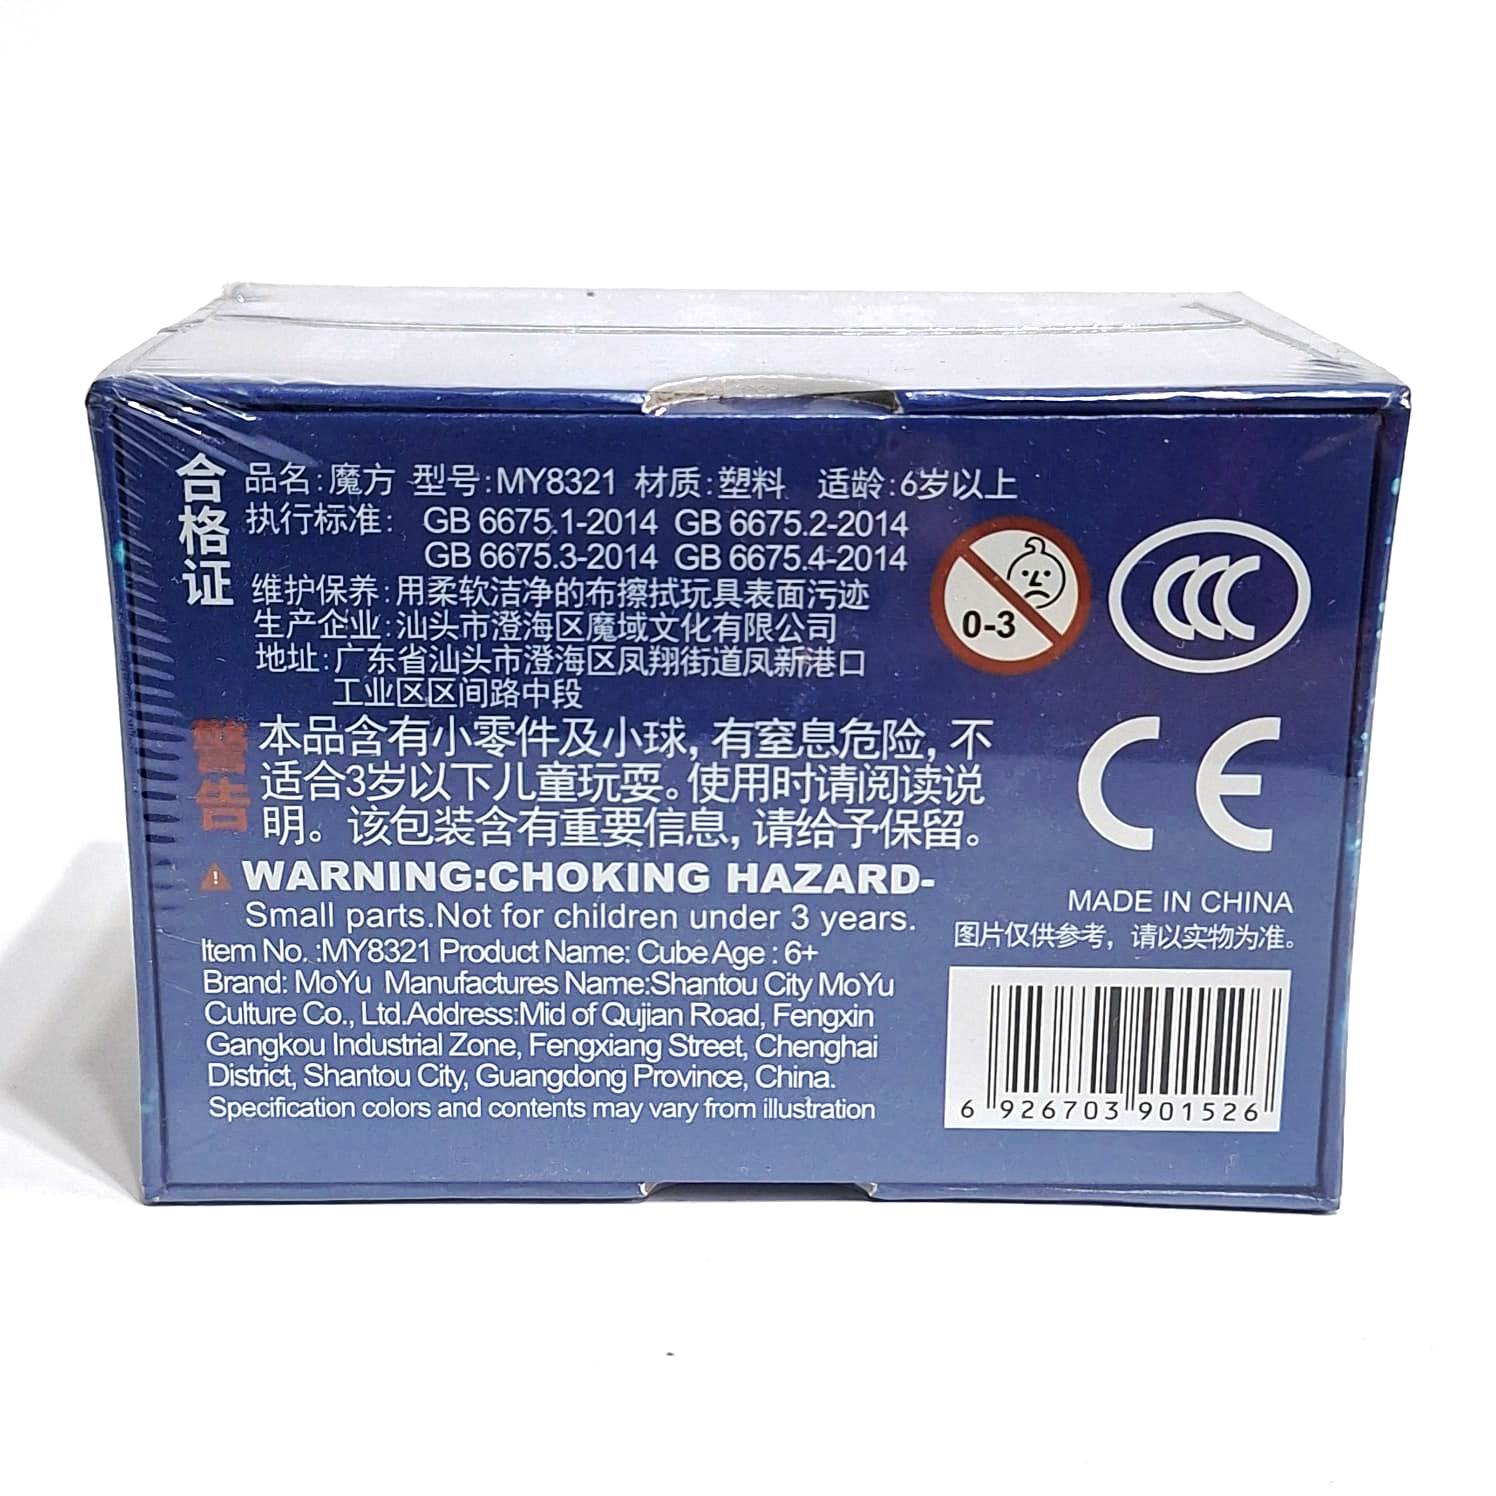 合格证
品名:魔方 型号:MY8321 材质:塑料 适龄:6岁以上
执行标准: GB 6675.1-2014 GB 6675.2-2014
GB 6675.3-2014 GB 6675.4-2014
维护保养:用柔软洁净的布擦拭玩具表面污迹
生产企业:汕头市澄海区魔域文化有限公司
地址:广东省汕头市澄海区凤翔街道凤新港口
工业区区间路中段
0-3
CCC
CE
警告
本品含有小零件及小球,有窒息危险,不
适合3岁以下儿童玩耍。使用时请阅读说
明。该包装含有重要信息,请给予保留。
! WARNING:CHOKING HAZARD-
Small parts.Not for children under 3 years.
Item No. :MY8321 Product Name: Cube Age : 6+
Brand: MoYu Manufactures Name:Shantou City MoYu
Culture Co., Ltd.Address:Mid of Qujian Road, Fengxin
Gangkou Industrial Zone, Fengxiang Street, Chenghai
District, Shantou City, Guangdong Province, China.
Specification colors and contents may vary from illustration
MADE IN CHINA
图片仅供参考，请以实物为准。
6 926703 901526